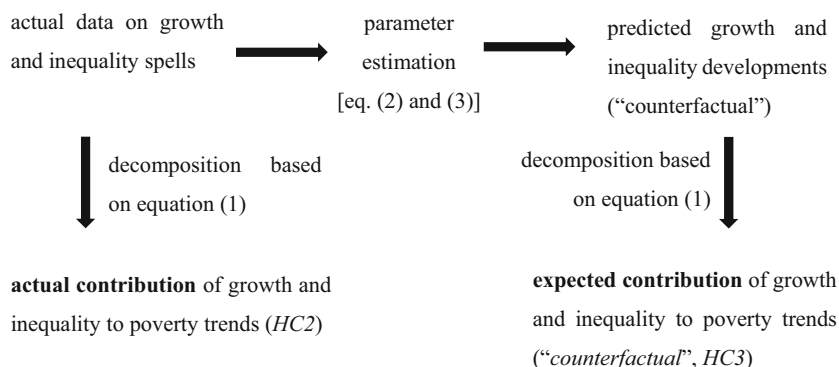 actual data on growth
and inequality spells
parameter
estimation
[eq. (2) and (3)]
predicted growth and
inequality developments
(“counterfactual”)
decomposition based
on equation (1)
decomposition based
on equation (1)
actual contribution of growth and
inequality to poverty trends (HC2)
expected contribution of growth
and inequality to poverty trends
(“counterfactual”, HC3)